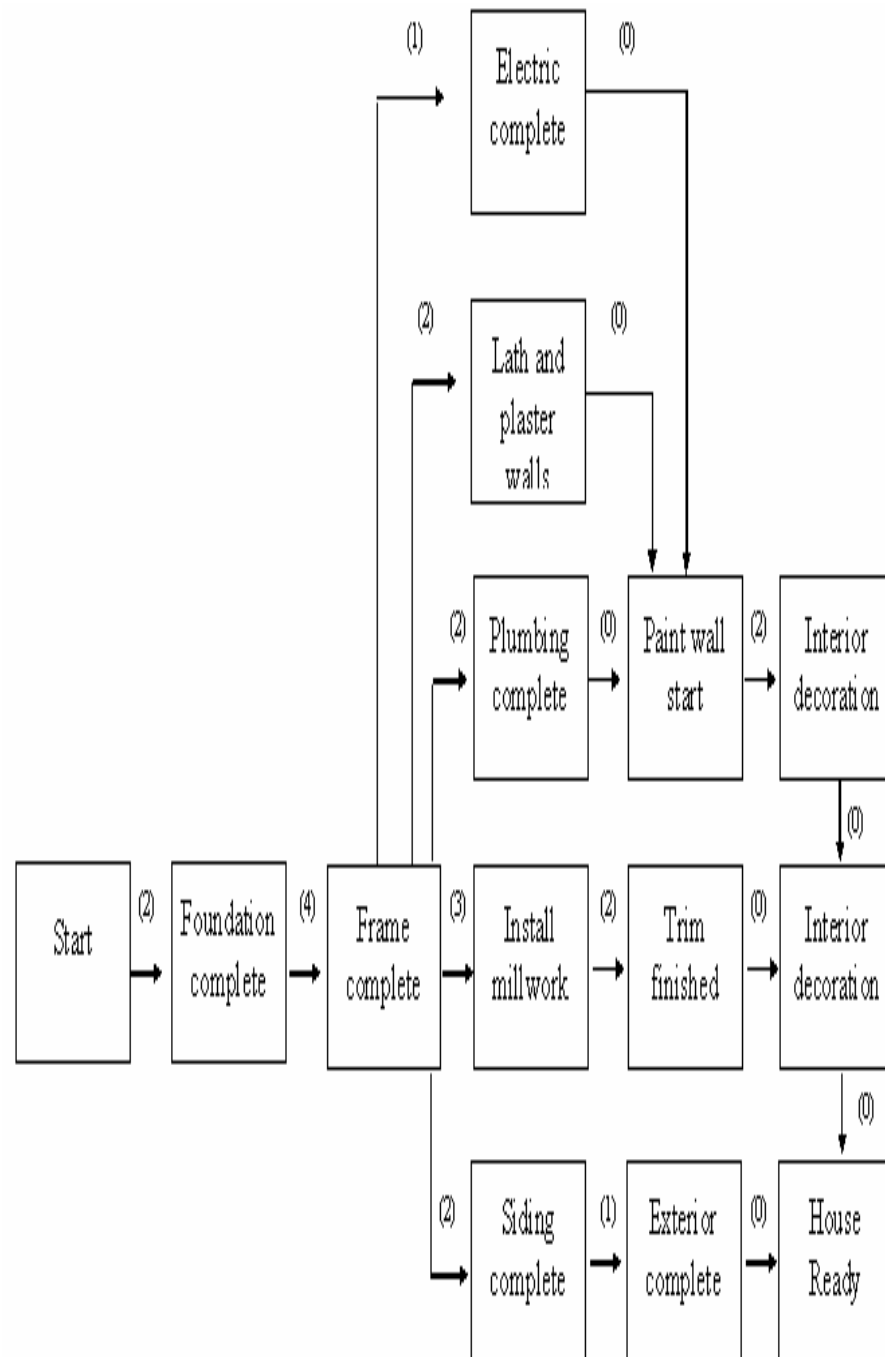 (1)
Electric
complete
(0)
(2)
Lath and
plaster
walls
(0)
(2)
Plumbing
complete
(0)
Paint wall
start
(2)
Interior
decoration
(0)
Start
(2)
Foundation
complete
(4)
Frame
complete
(3)
Install
millwork
(2)
Trim
finished
(0)
Interior
decoration
(0)
(2)
Siding
complete
(1)
Exterior
complete
(0)
House
Ready